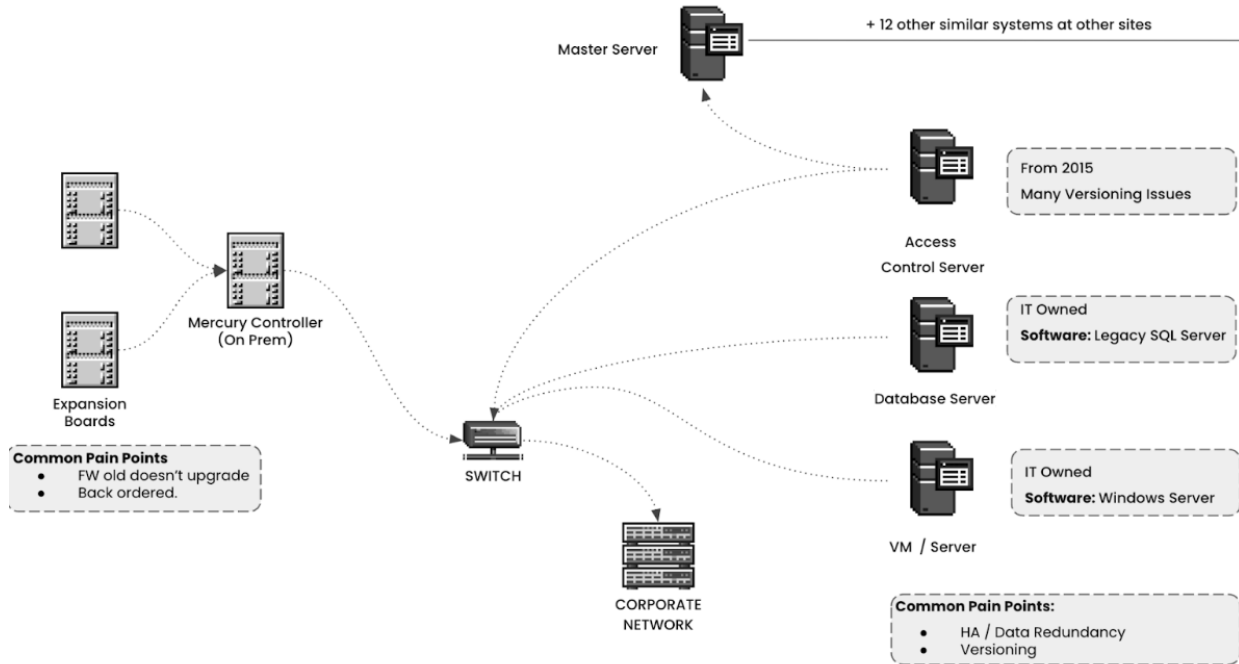 + 12 other similar systems at other sites
Master Server
From 2015
Many Versioning Issues
Access
Control Server
Mercury Controller
(On Prem)
IT Owned
Software: Legacy SQL Server
Database Server
Expansion
Boards
Common Pain Points
● FW old doesn’t upgrade
● Back ordered.
SWITCH
IT Owned
Software: Windows Server
VM / Server
CORPORATE
NETWORK
Common Pain Points:
● HA / Data Redundancy
● Versioning